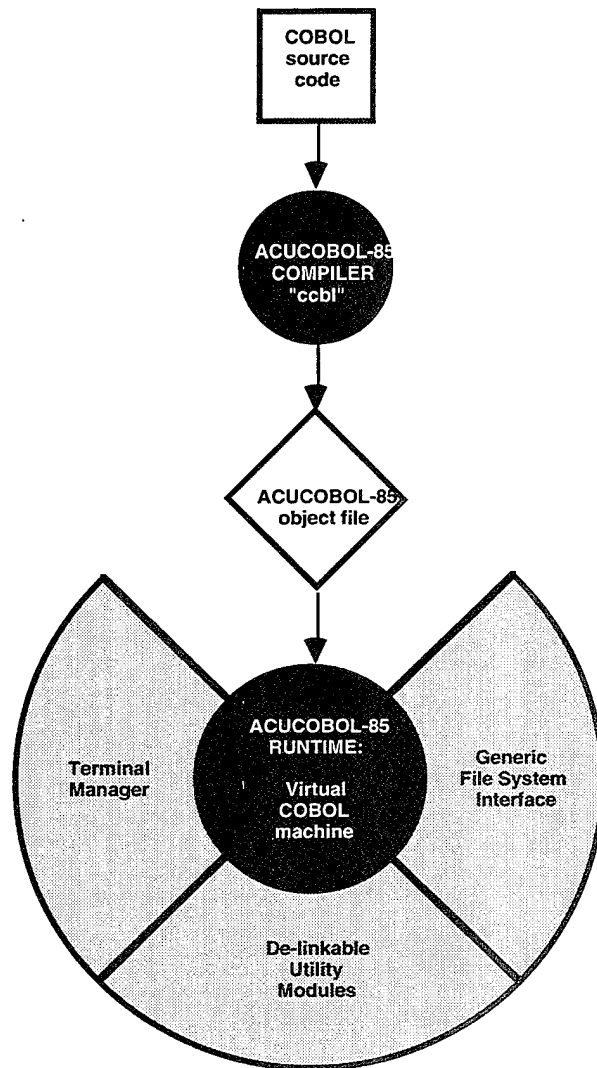 COBOL
source
code
ACUCOBOL-85
COMPILER
"ccbl"
ACUCOBOL-85
object file
ACUCOBOL-85
RUNTIME:
Virtual
COBOL
machine
Terminal
Manager
Generic
File System
Interface
De-linkable
Utility
Modules